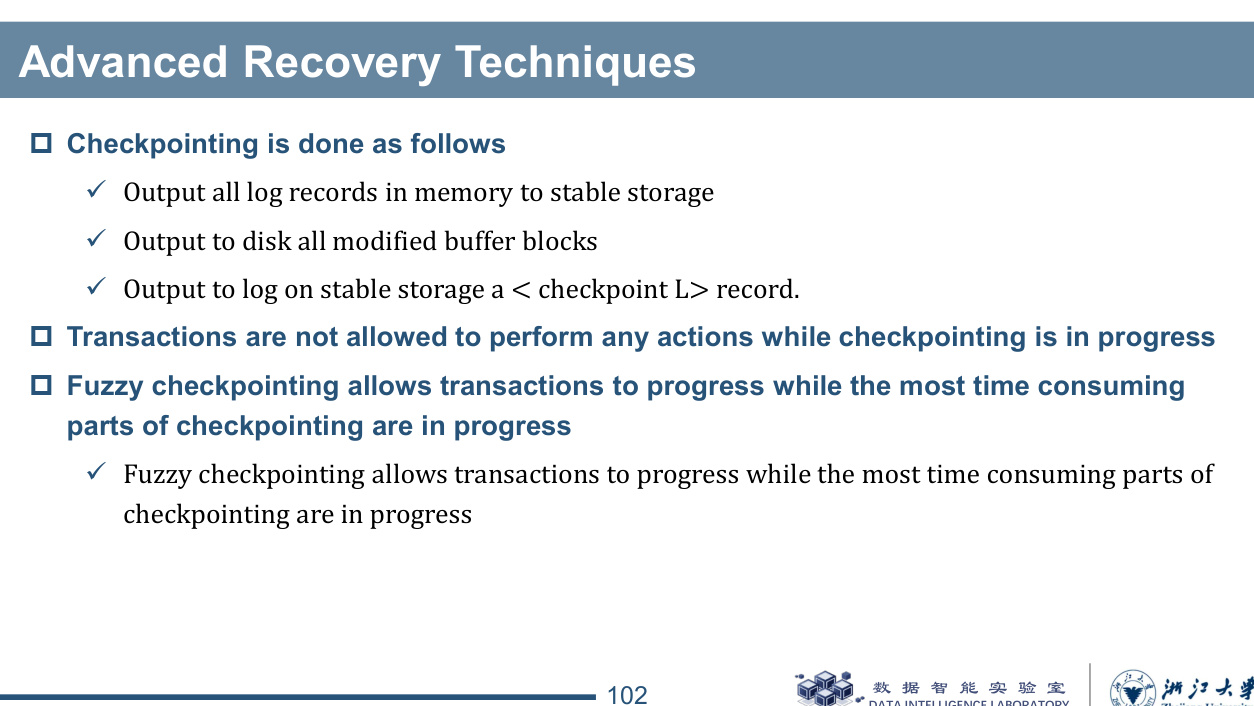 Advanced Recovery Techniques
Checkpointing is done as follows
Output all log records in memory to stable storage
Output to disk all modified buffer blocks
Output to log on stable storage a < checkpoint L> record.
Transactions are not allowed to perform any actions while checkpointing is in progress
Fuzzy checkpointing allows transactions to progress while the most time consuming
parts of checkpointing are in progress
Fuzzy checkpointing allows transactions to progress while the most time consuming parts of
checkpointing are in progress
102
数据智能实验室
DATA INTELLIGENCE LABORATORY
浙江大学